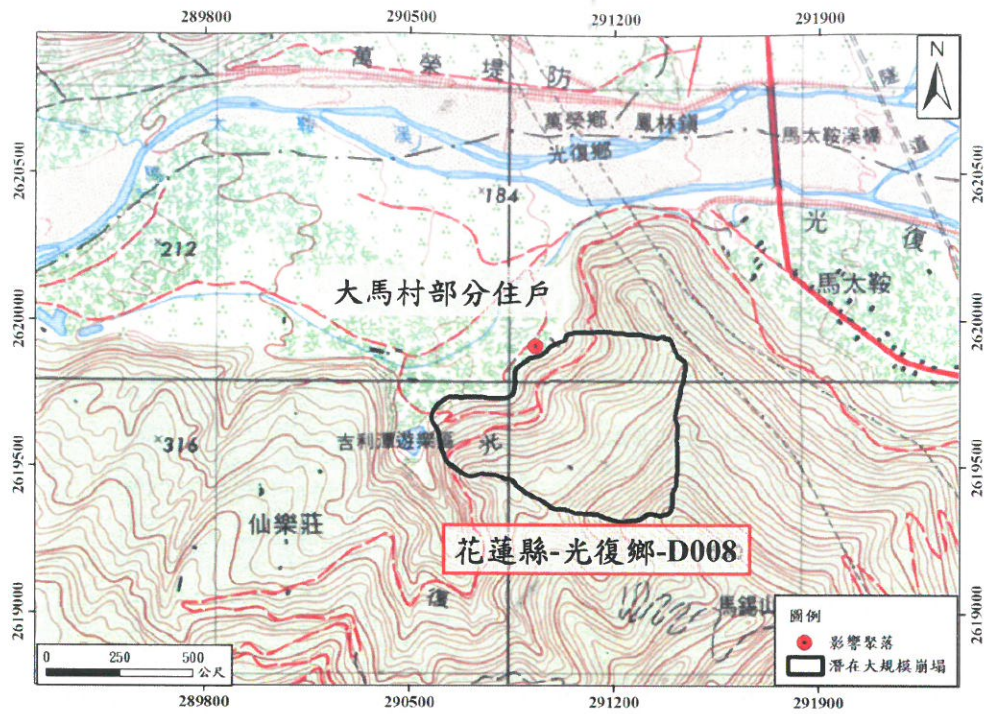 289800 290500 291200 291900
N
萬榮堤防
隧
萬榮鄉 鳳林鎮
馬太鞍溪橋
太鞍溪
光復鄉
道
馬
2620500 2620500
184
光復
212
馬太鞍
大馬村部分住戶
2620000 2620000
316
吉利潭遊樂區
光
2619500 2619500
仙樂莊
花蓮縣-光復鄉-D008
復
馬錫山
2619000 2619000
圖例
影響聚落
潛在大規模崩塌
0 250 500
公尺
289800 290500 291200 291900